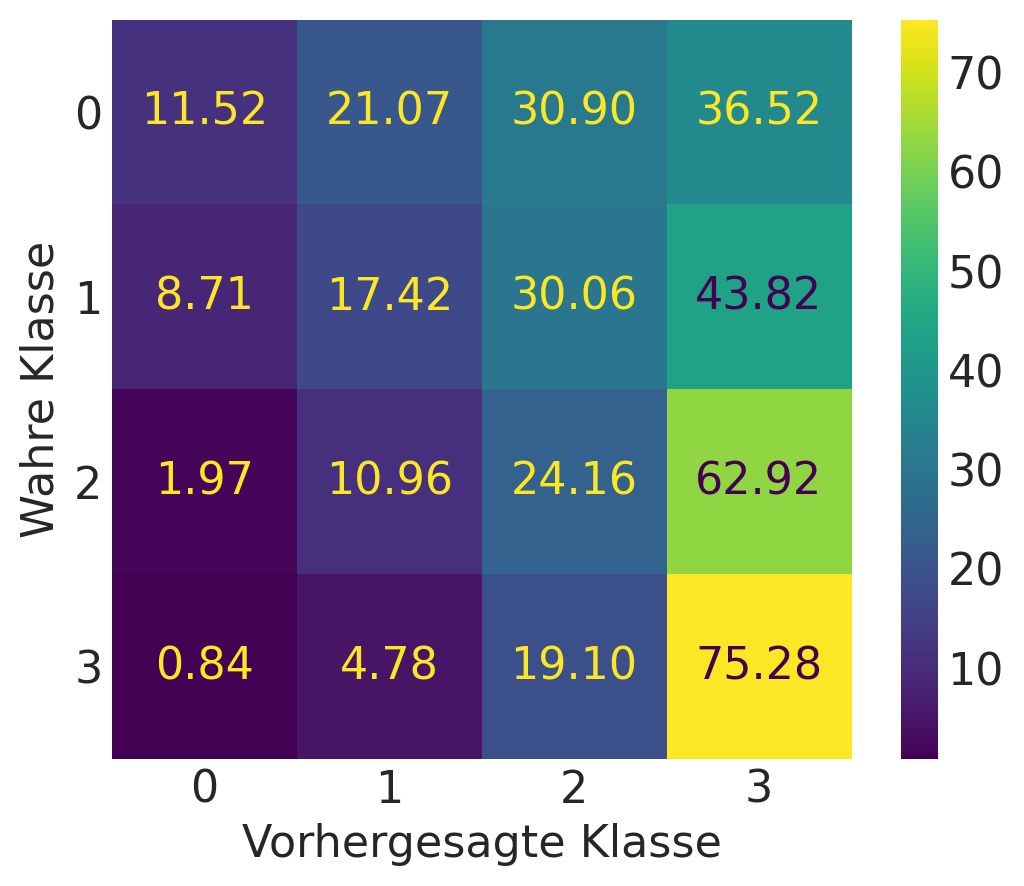 0 11.52 21.07 30.90 36.52
1 8.71 17.42 30.06 43.82
2 1.97 10.96 24.16 62.92
3 0.84 4.78 19.10 75.28
0 1 2 3
Vorhergesagte Klasse
Wahre Klasse
70
60
50
40
30
20
10